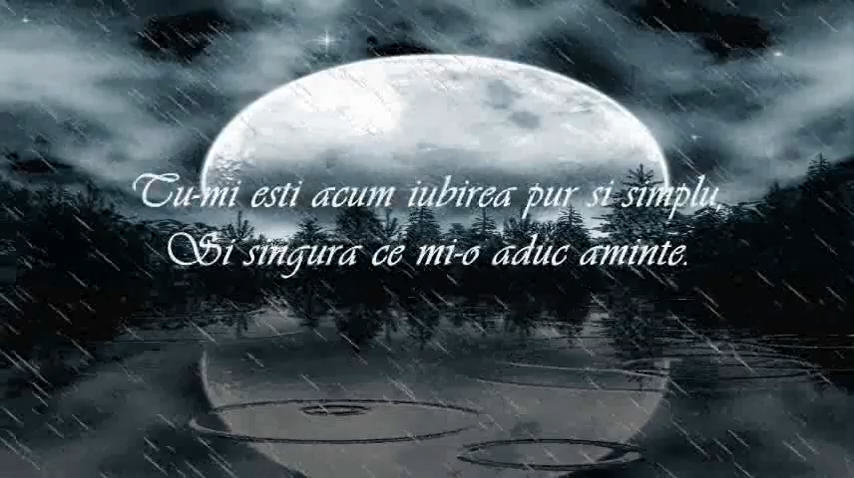 Tu-mi esti acum iubirea pur si simplu,
Si singura ce mi-o aduc aminte.